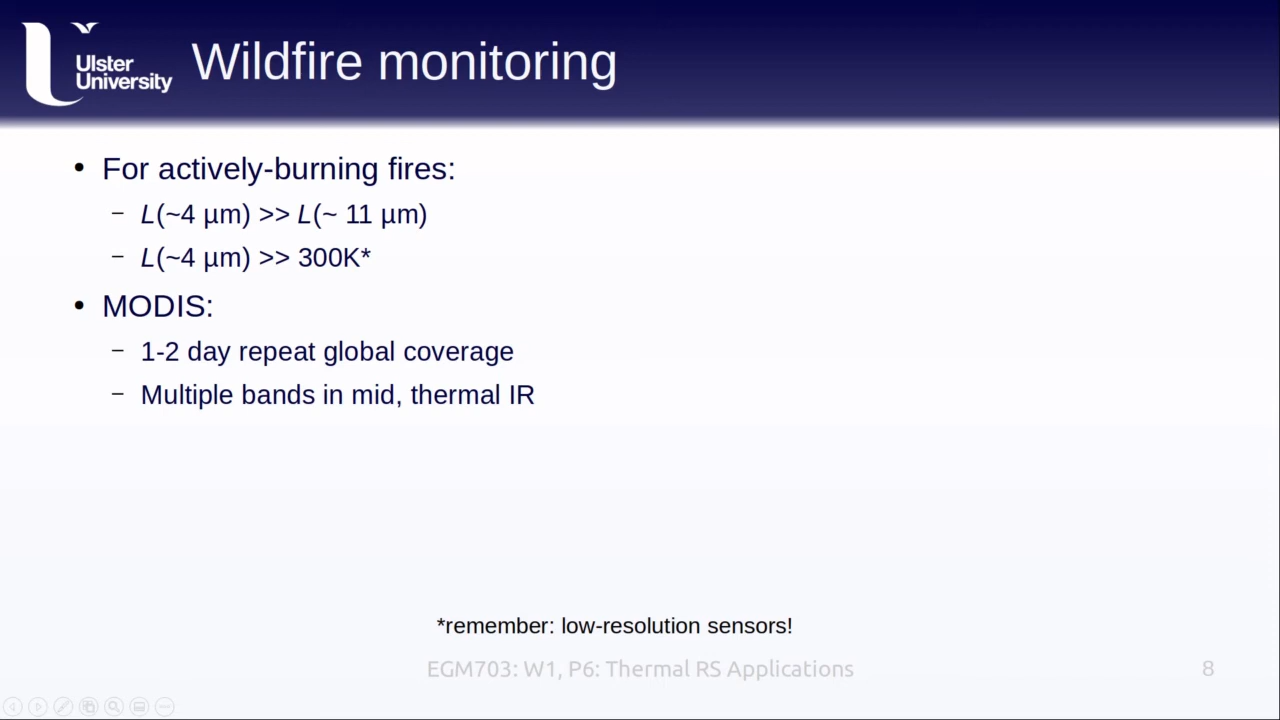 Ulster
University
Wildfire monitoring
• For actively-burning fires:
– L(~4 µm) >> L(~ 11 µm)
– L(~4 µm) >> 300K*
• MODIS:
– 1-2 day repeat global coverage
– Multiple bands in mid, thermal IR
*remember: low-resolution sensors!
EGM703: W1, P6: Thermal RS Applications
8